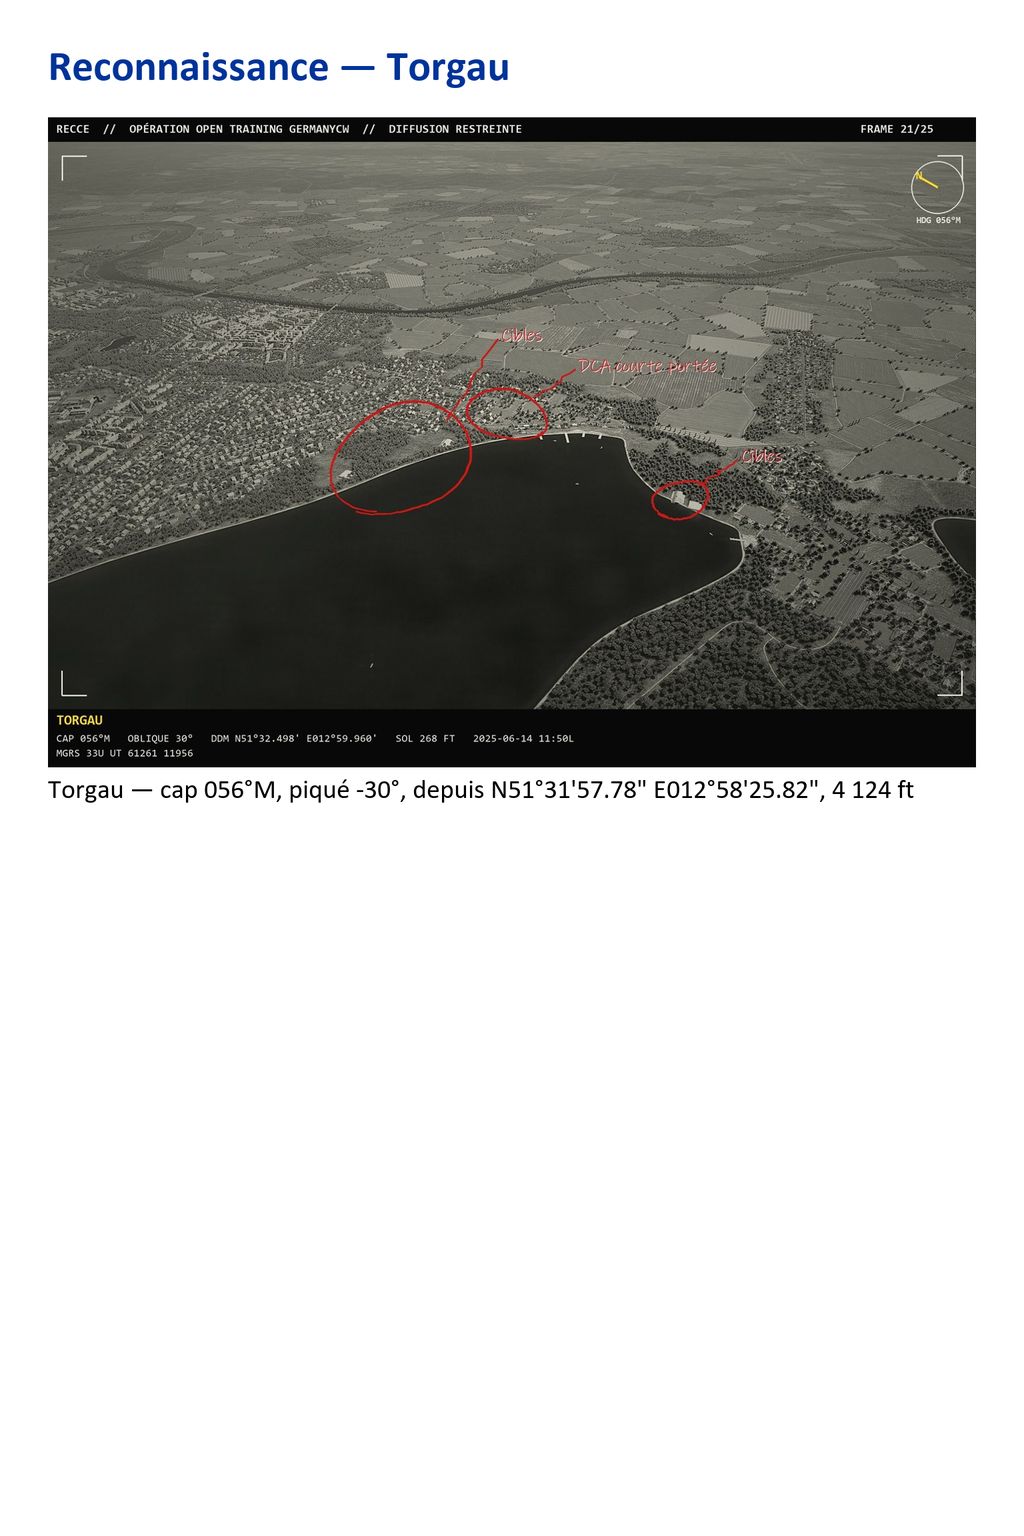 Reconnaissance — Torgau
RECCE // OPÉRATION OPEN TRAINING GERMANYCW // DIFFUSION RESTREINTE
FRAME 21/25
N
HDG 056°M
Cibles
DCA courte portée
Cibles
TORGAU
CAP 056°M OBLIQUE 30° DDM N51°32.498' E012°59.960' SOL 268 FT 2025-06-14 11:50L
MGRS 33U UT 61261 11956
Torgau — cap 056°M, piqué -30°, depuis N51°31'57.78" E012°58'25.82", 4 124 ft